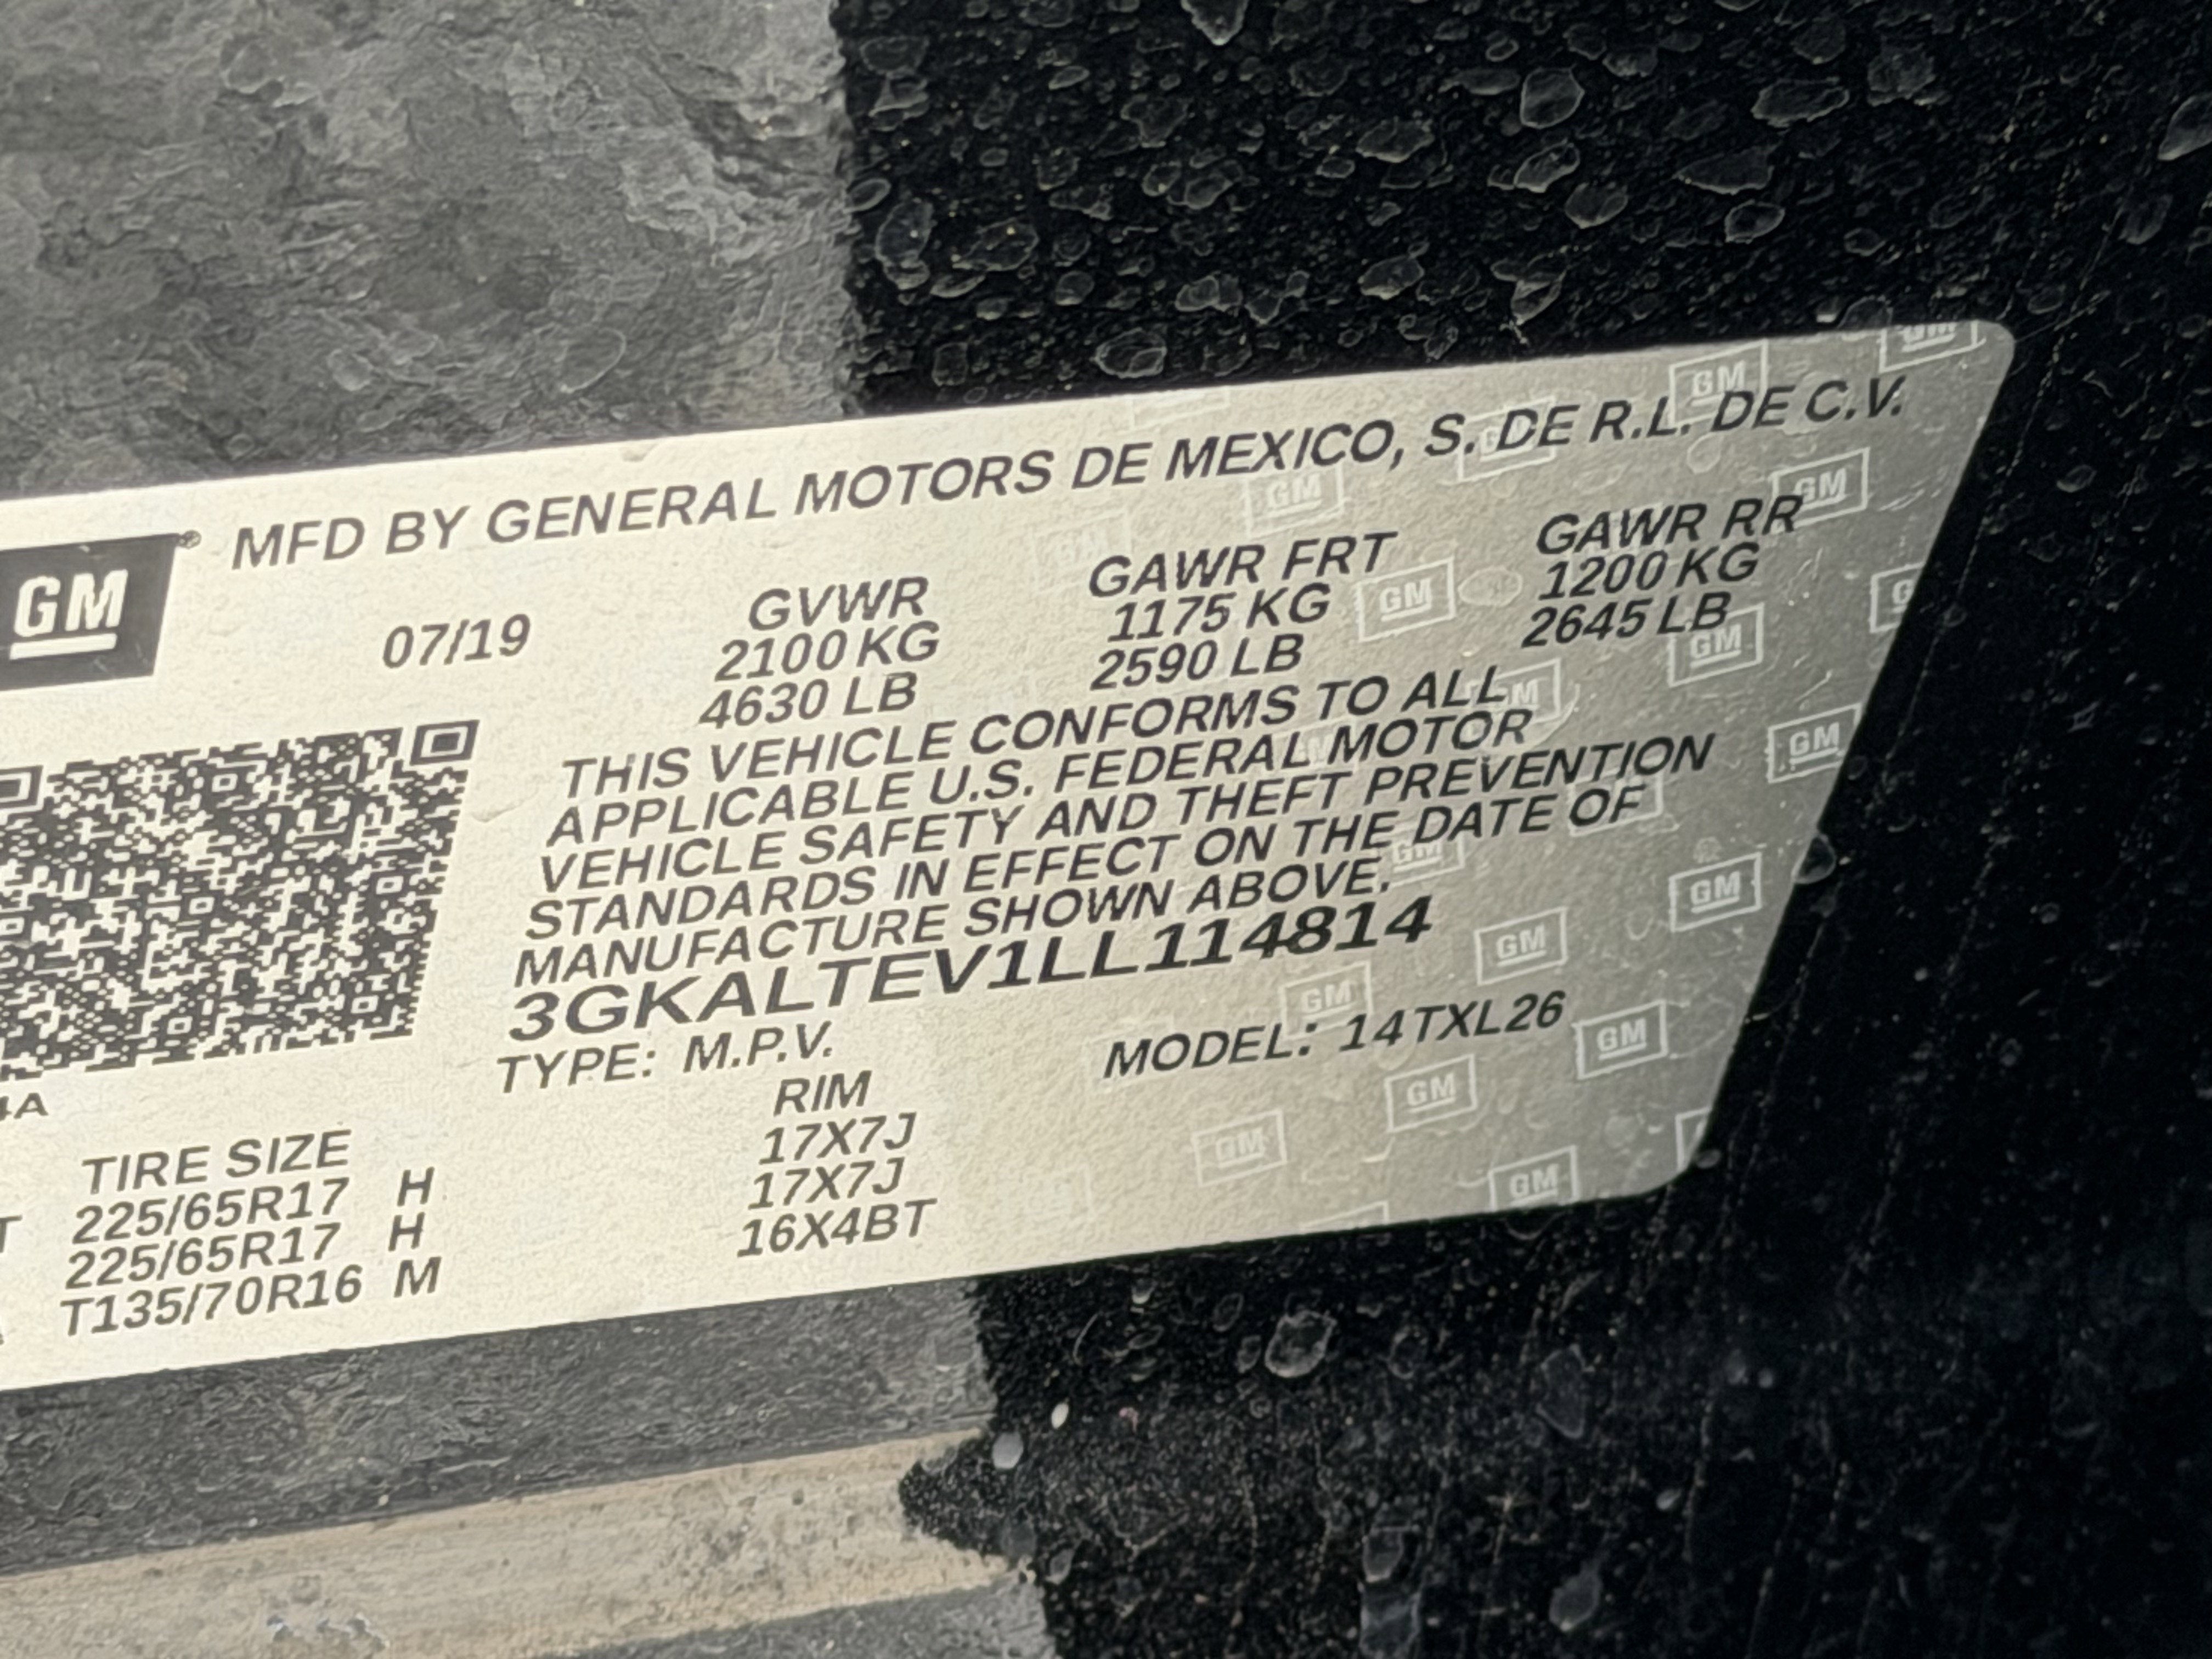 MFD BY GENERAL MOTORS DE MEXICO, S. DE R.L. DE C.V.
GM
07/19
GVWR
2100 KG
4630 LB
GAWR FRT
1175 KG
2590 LB
GAWR RR
1200 KG
2645 LB
THIS VEHICLE CONFORMS TO ALL
APPLICABLE U.S. FEDERAL MOTOR
VEHICLE SAFETY AND THEFT PREVENTION
STANDARDS IN EFFECT ON THE DATE OF
MANUFACTURE SHOWN ABOVE.
3GKALTEV1LL114814
TYPE: M.P.V.
MODEL: 14TXL26
TIRE SIZE
225/65R17 H
225/65R17 H
T135/70R16 M
RIM
17X7J
17X7J
16X4BT